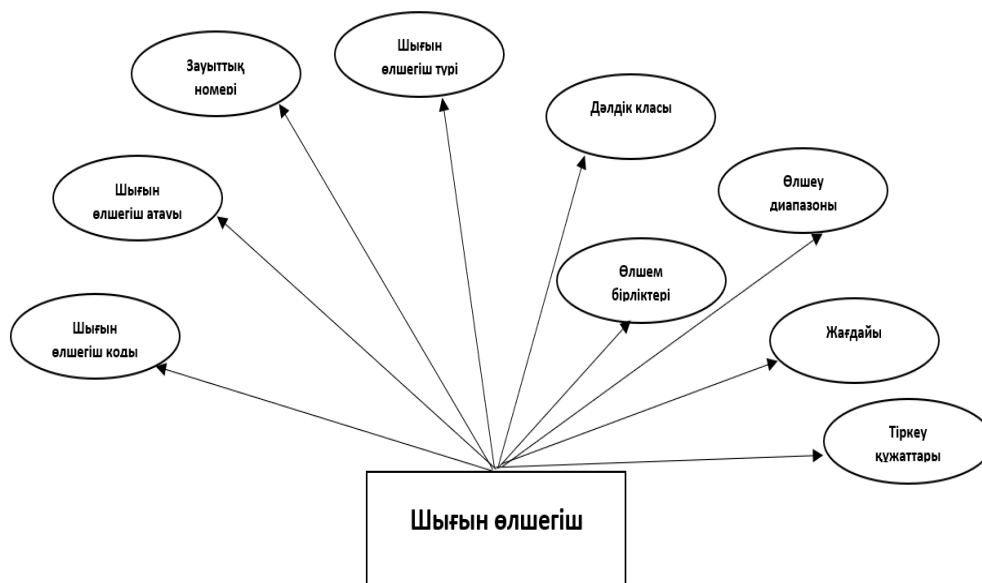 Зауыттық
номері
Шығын
өлшегіш түрі
Дәлдік класы
Шығын
өлшегіш атауы
Өлшеу
диапазоны
Өлшем
бірліктері
Шығын
өлшегіш коды
Жағдайы
Тіркеу
құжаттары
Шығын өлшегіш